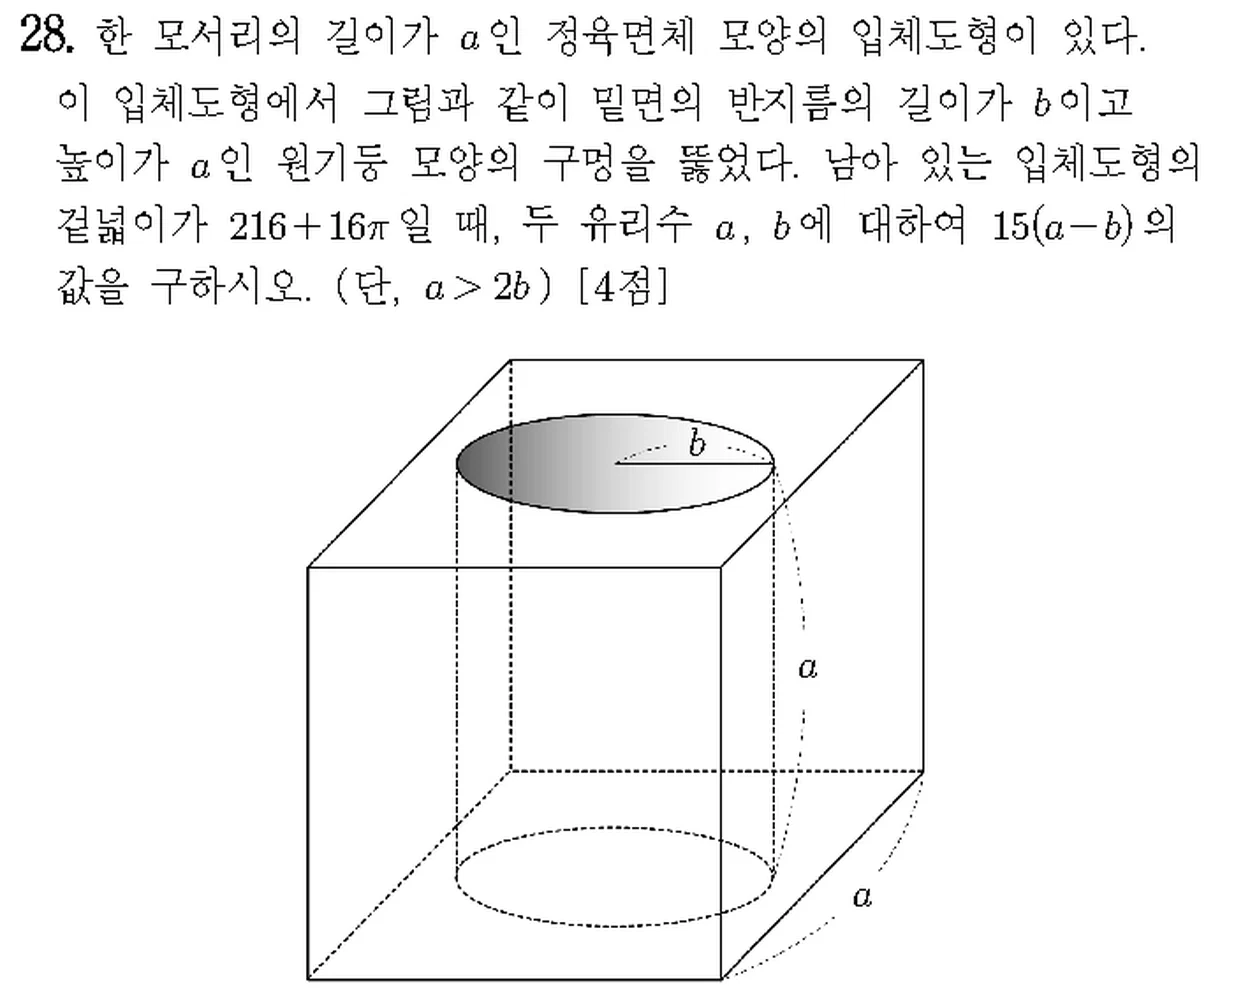 28. 한 모서리의 길이가 a인 정육면체 모양의 입체도형이 있다.
이 입체도형에서 그림과 같이 밑면의 반지름의 길이가 b이고
높이가 a인 원기둥 모양의 구멍을 뚫었다. 남아 있는 입체도형의
겉넓이가 216+16π일 때, 두 유리수 a, b에 대하여 15(a-b)의
값을 구하시오. (단, a > 2b) [4점]
b
a
a